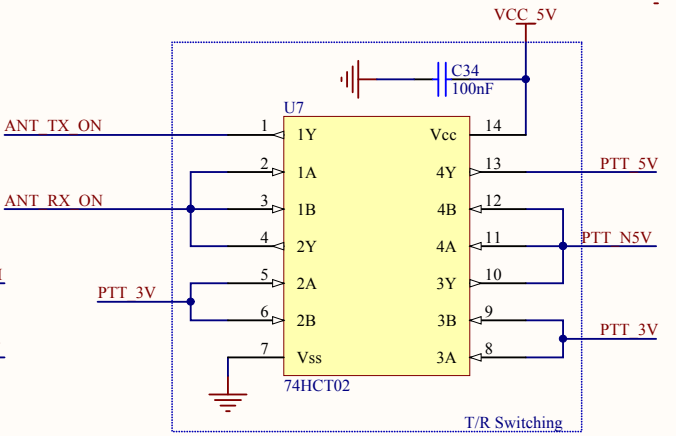 VCC_5V
C34
100nF
U7
ANT_TX_ON
1
1Y
Vcc
14
2
1A
4Y
13
PTT_5V
ANT_RX_ON
3
1B
4B
12
4
2Y
4A
11
PTT_N5V
5
2A
3Y
10
PTT_3V
6
2B
3B
9
PTT_3V
7
Vss
3A
8
74HCT02
T/R Switching